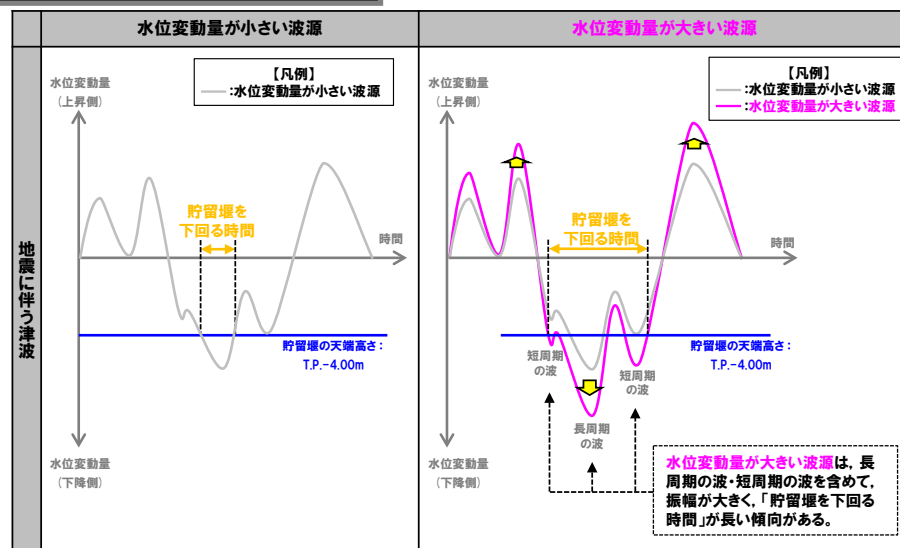 水位変動量が小さい波源
水位変動量が大きい波源
地震に伴う津波
水位変動量
(上昇側)
【凡例】
:水位変動量が小さい波源
貯留堰を
下回る時間
時間
貯留堰の天端高さ:
T.P.-4.00m
水位変動量
(下降側)
水位変動量
(上昇側)
【凡例】
:水位変動量が小さい波源
:水位変動量が大きい波源
貯留堰を
下回る時間
時間
貯留堰の天端高さ:
T.P.-4.00m
短周期
の波
短周期
の波
長周期
の波
水位変動量
(下降側)
水位変動量が大きい波源は,長
周期の波・短周期の波を含めて,
振幅が大きく,「貯留堰を下回る
時間」が長い傾向がある。